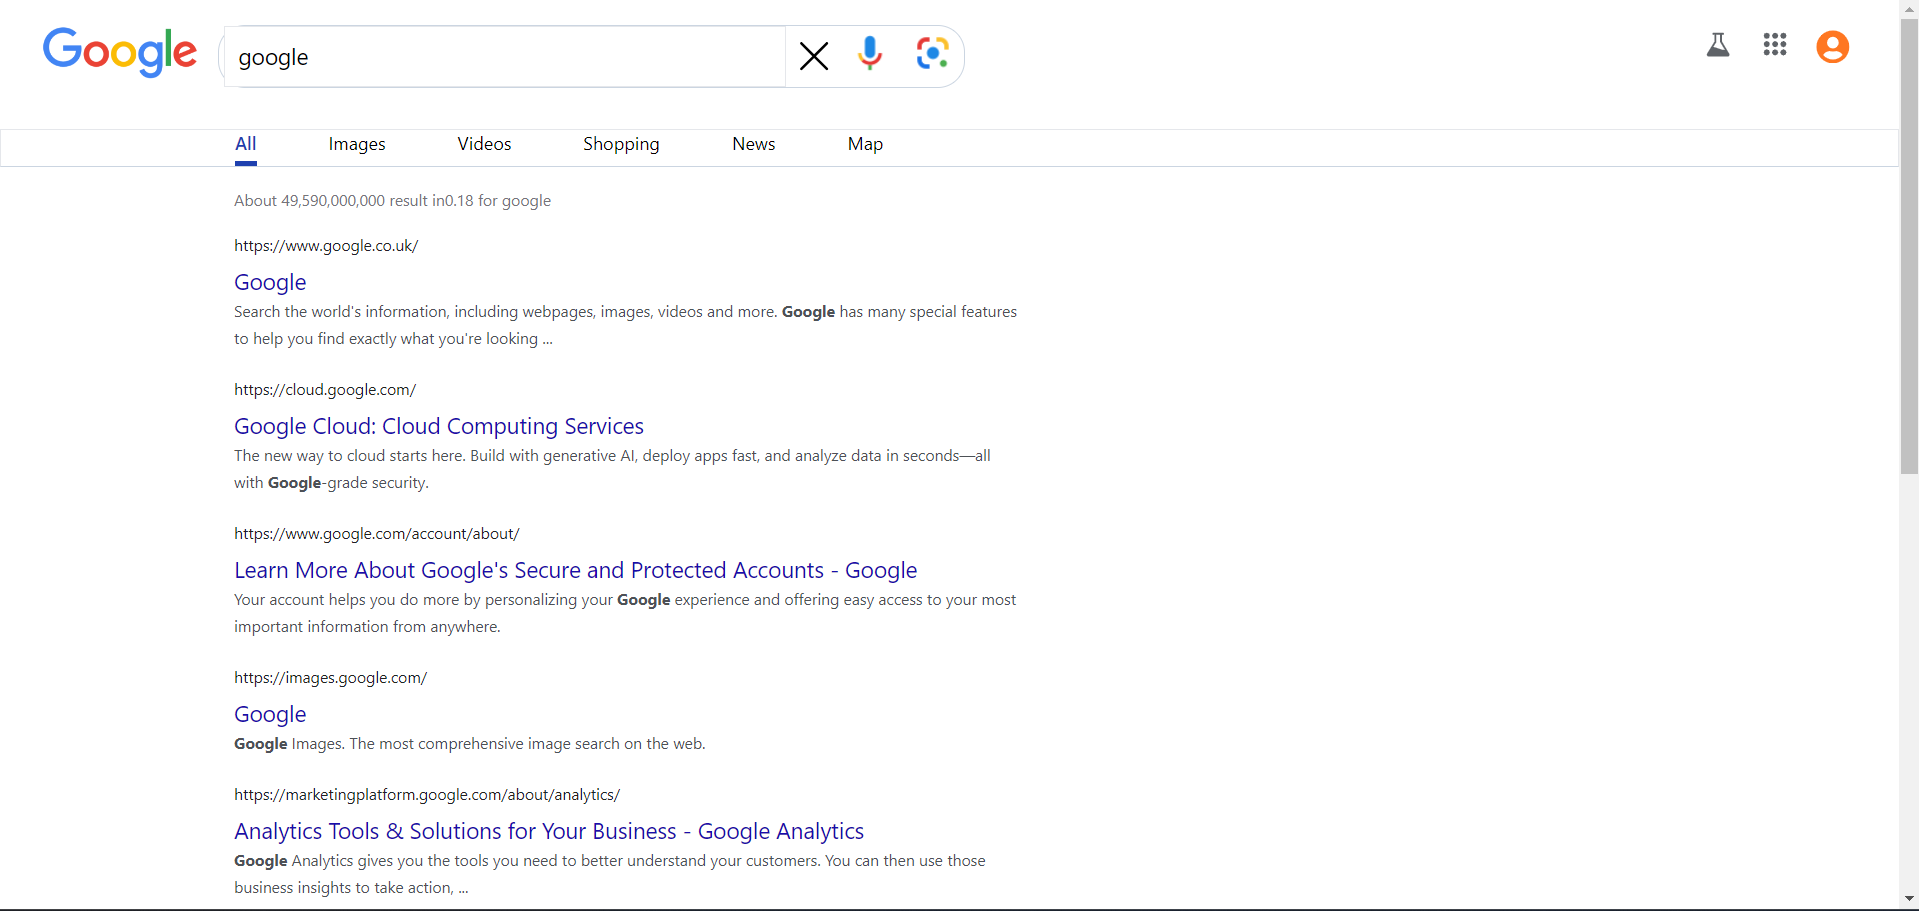 Google
google
All Images Videos Shopping News Map
About 49,590,000,000 result in0.18 for google
https://www.google.co.uk/
Google
Search the world's information, including webpages, images, videos and more. Google has many special features
to help you find exactly what you're looking ...
https://cloud.google.com/
Google Cloud: Cloud Computing Services
The new way to cloud starts here. Build with generative AI, deploy apps fast, and analyze data in seconds—all
with Google-grade security.
https://www.google.com/account/about/
Learn More About Google's Secure and Protected Accounts - Google
Your account helps you do more by personalizing your Google experience and offering easy access to your most
important information from anywhere.
https://images.google.com/
Google
Google Images. The most comprehensive image search on the web.
https://marketingplatform.google.com/about/analytics/
Analytics Tools & Solutions for Your Business - Google Analytics
Google Analytics gives you the tools you need to better understand your customers. You can then use those
business insights to take action, ...